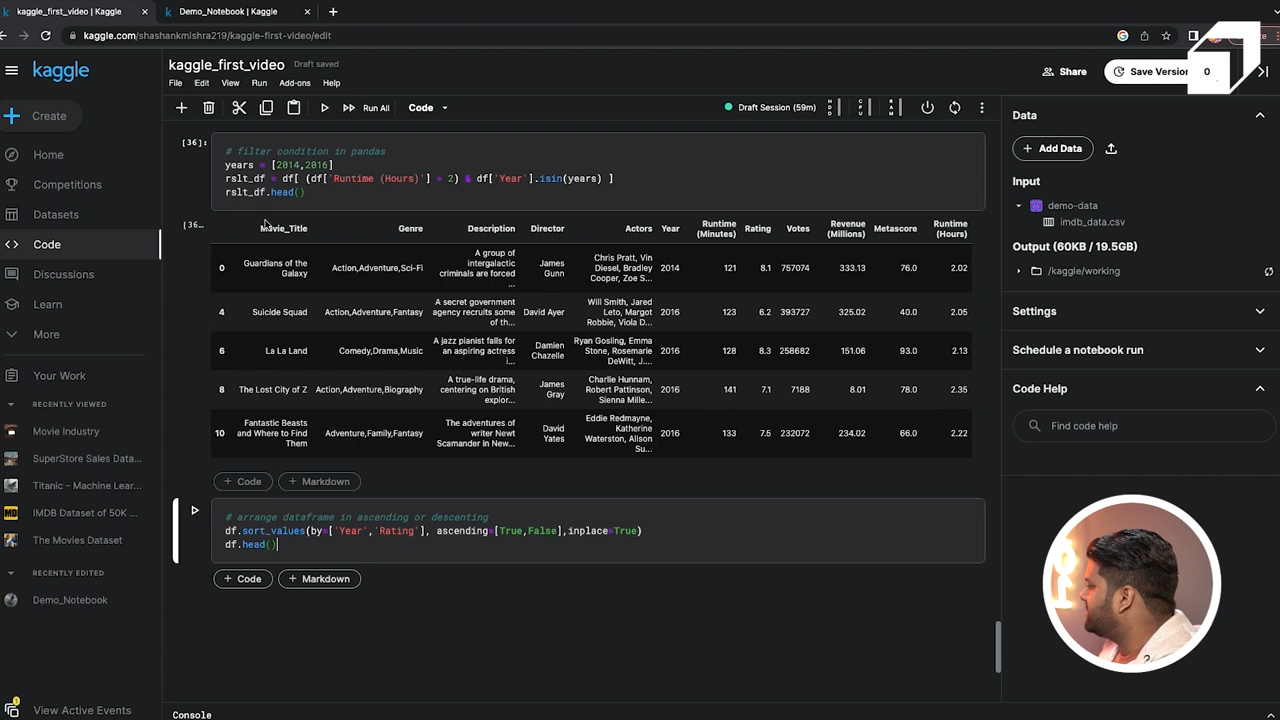 kaggle_first_video | Kaggle
Demo_Notebook | Kaggle
kaggle.com/shashankmishra219/kaggle-first-video/edit
kaggle
kaggle_first_video Draft saved
File Edit View Run Add-ons Help
Share
Save Version 0
Run All Code
Draft Session (59m)
HDD
CPU
RAM
Create
Home
Competitions
Datasets
Code
Discussions
Learn
More
Your Work
RECENTLY VIEWED
Movie Industry
SuperStore Sales Data...
Titanic - Machine Lear...
IMDB Dataset of 50K ...
The Movies Dataset
RECENTLY EDITED
Demo_Notebook
1
View Active Events
[36]:
# filter condition in pandas
years = [2014,2016]
rslt_df = df[ (df['Runtime (Hours)'] > 2) & df['Year'].isin(years) ]
rslt_df.head()
[36...
Movie_Title Genre Description Director Actors Year Runtime (Minutes) Rating Votes Revenue (Millions) Metascore Runtime (Hours)
0 Guardians of the Galaxy Action,Adventure,Sci-Fi A group of intergalactic criminals are forced ... James Gunn Chris Pratt, Vin Diesel, Bradley Cooper, Zoe S... 2014 121 8.1 757074 333.13 76.0 2.02
4 Suicide Squad Action,Adventure,Fantasy A secret government agency recruits some of th... David Ayer Will Smith, Jared Leto, Margot Robbie, Viola D... 2016 123 6.2 393727 325.02 40.0 2.05
6 La La Land Comedy,Drama,Music A jazz pianist falls for an aspiring actress i... Damien Chazelle Ryan Gosling, Emma Stone, Rosemarie DeWitt, J.... 2016 128 8.3 258682 151.06 93.0 2.13
8 The Lost City of Z Action,Adventure,Biography A true-life drama, centering on British explor... James Gray Charlie Hunnam, Robert Pattinson, Sienna Mille... 2016 141 7.1 7188 8.01 78.0 2.35
10 Fantastic Beasts and Where to Find Them Adventure,Family,Fantasy The adventures of writer Newt Scamander in New... David Yates Eddie Redmayne, Katherine Waterston, Alison Su... 2016 133 7.5 232072 234.02 66.0 2.22
+ Code + Markdown
# arrange dataframe in ascending or descenting
df.sort_values(by=['Year','Rating'], ascending=[True,False],inplace=True)
df.head()
+ Code + Markdown
Console
Data
Add Data
Input
demo-data
imdb_data.csv
Output (60KB / 19.5GB)
/kaggle/working
Settings
Schedule a notebook run
Code Help
Find code help